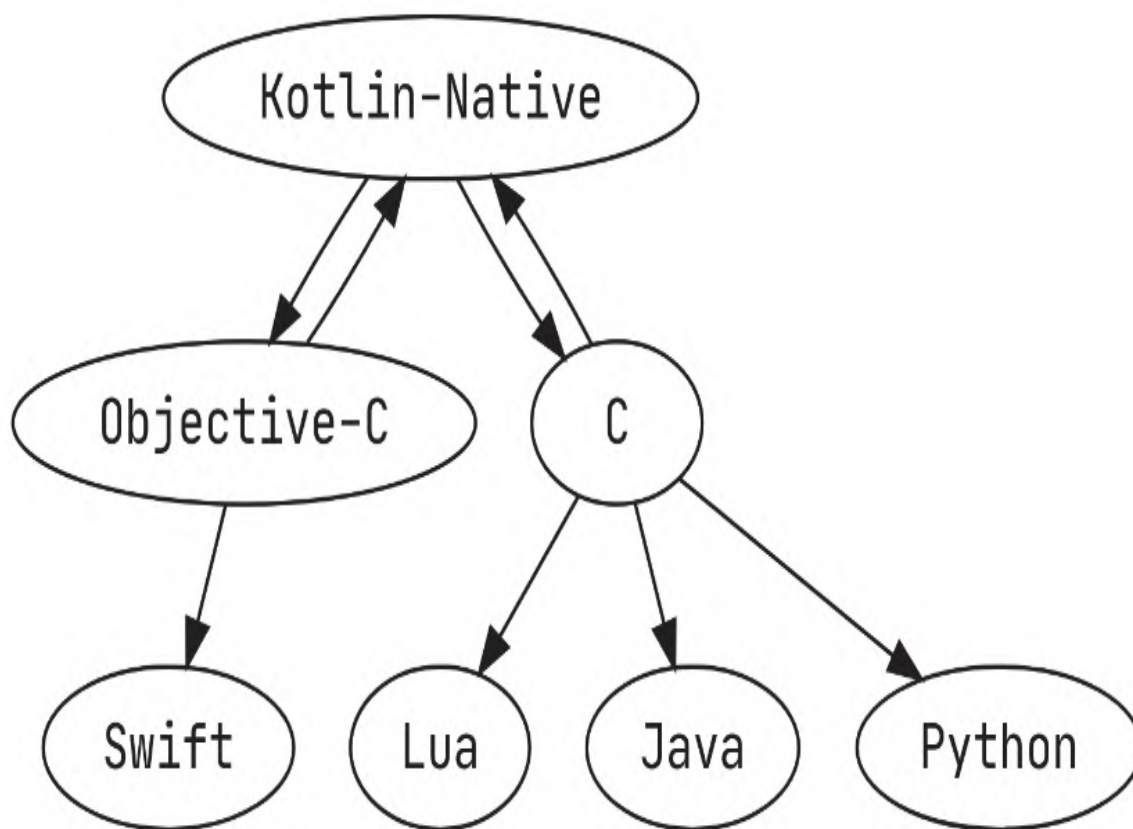 Kotlin-Native
Objective-C
C
Swift
Lua
Java
Python